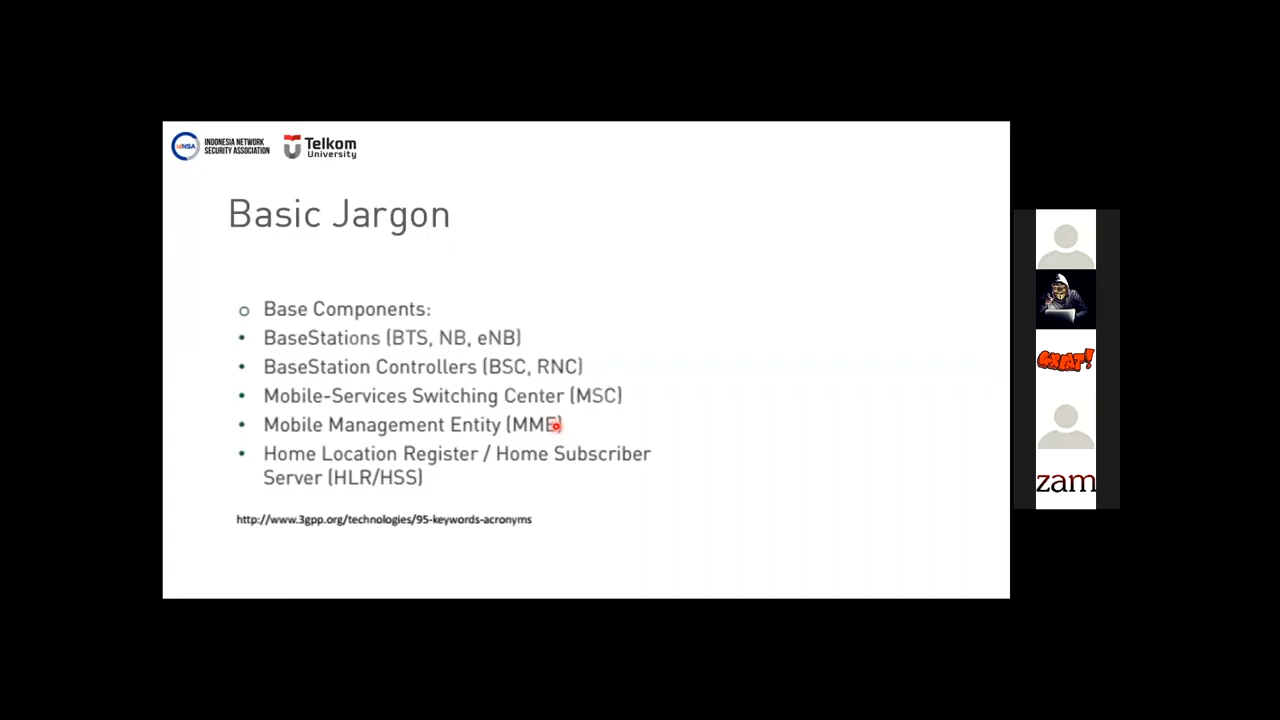 IDNSA
INDONESIA NETWORK
SECURITY ASSOCIATION
Telkom
University
Basic Jargon
Base Components:
• BaseStations (BTS, NB, eNB)
• BaseStation Controllers (BSC, RNC)
• Mobile-Services Switching Center (MSC)
• Mobile Management Entity (MME)
• Home Location Register / Home Subscriber
Server (HLR/HSS)
http://www.3gpp.org/technologies/95-keywords-acronyms
zam